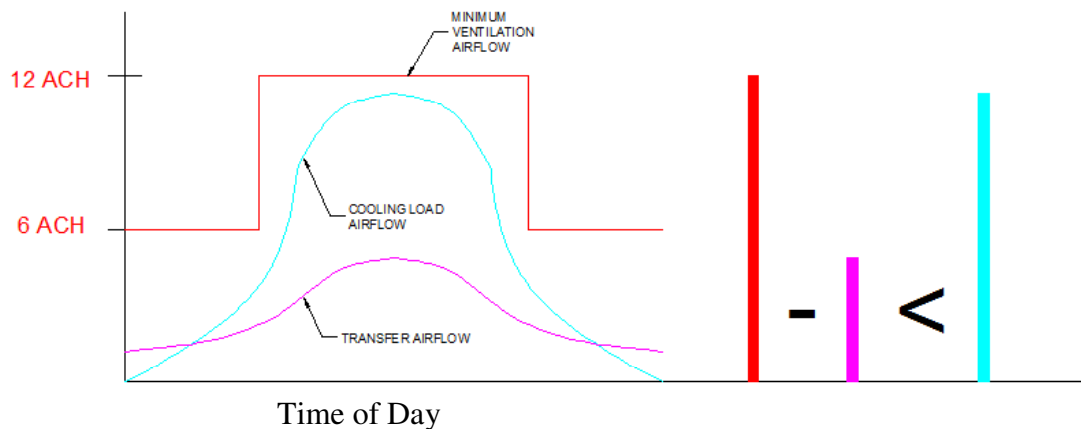 MINIMUM
VENTILATION
AIRFLOW
12 ACH
COOLING LOAD
AIRFLOW
6 ACH
TRANSFER AIRFLOW
- <
Time of Day